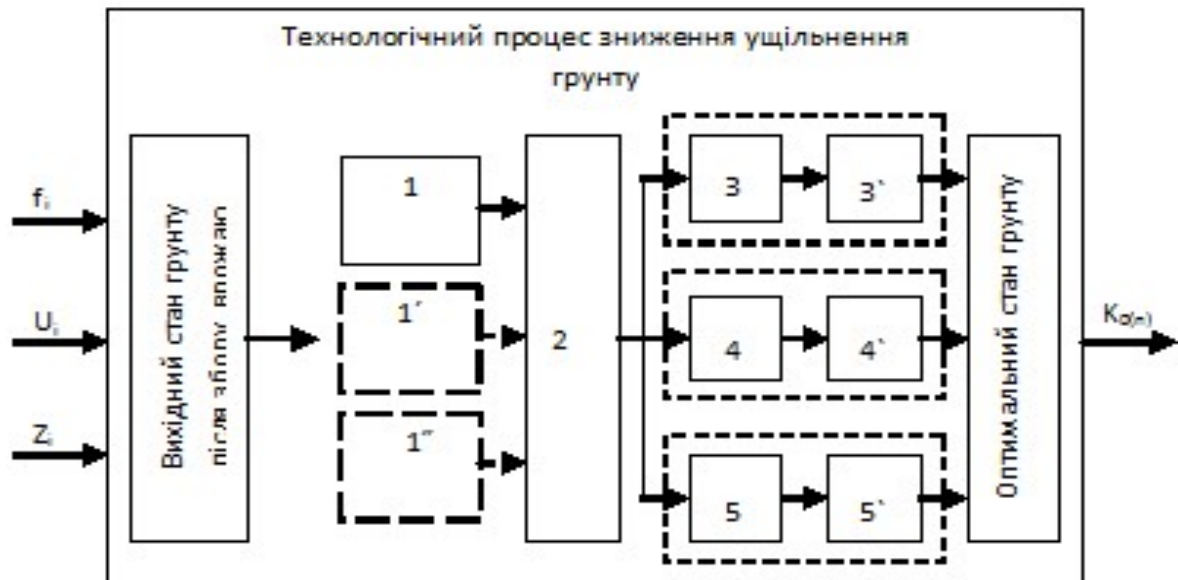 Технологічний процес зниження ущільнення
грунту
fᵢ
Uᵢ
Zᵢ
Вихідний стан грунту
після збору врожаю
1
1´
1˝
2
3
3`
4
4`
5
5`
Оптимальний стан грунту
Kσ(n)